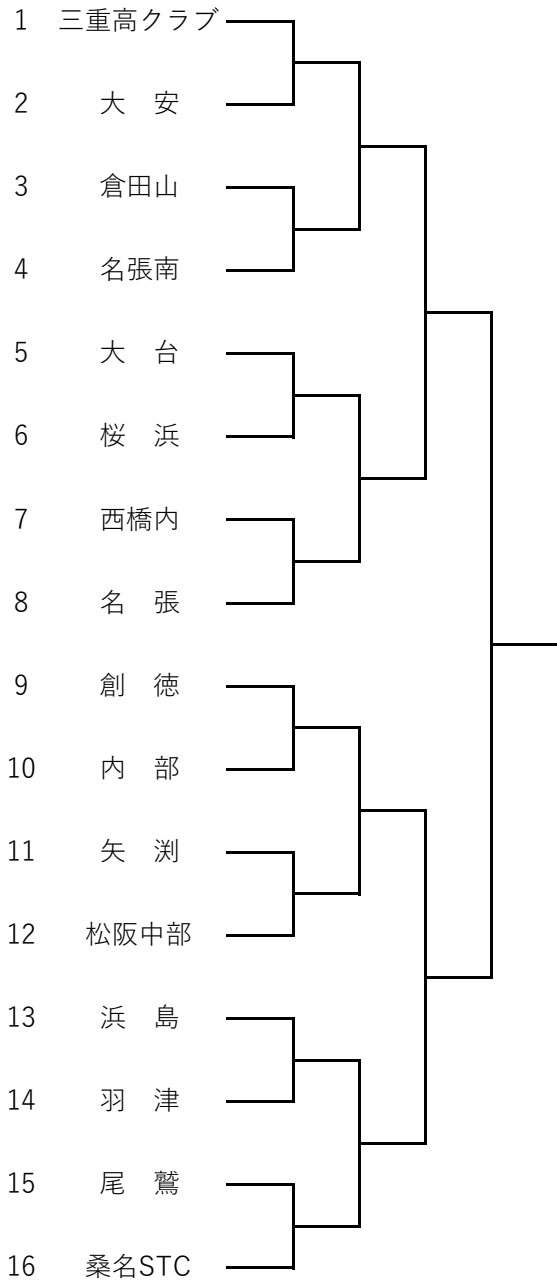 1 三重高クラブ
2 大　安
3 倉田山
4 名張南
5 大　台
6 桜　浜
7 西橋内
8 名　張
9 創　徳
10 内　部
11 矢　渕
12 松阪中部
13 浜　島
14 羽　津
15 尾　鷲
16 桑名STC